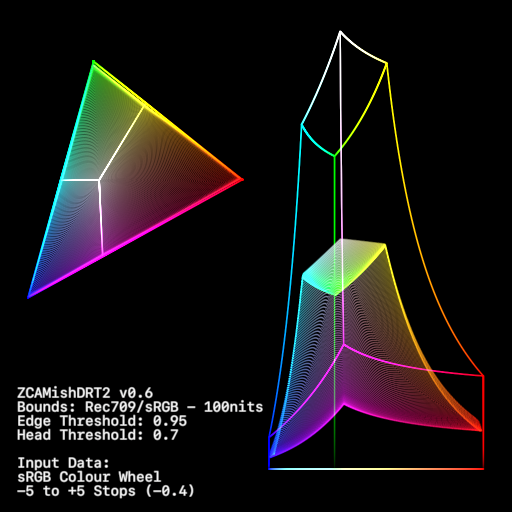 ZCAMishDRT2 v0.6
Bounds: Rec709/sRGB – 100nits
Edge Threshold: 0.95
Head Threshold: 0.7
Input Data:
sRGB Colour Wheel
–5 to +5 Stops (–0.4)